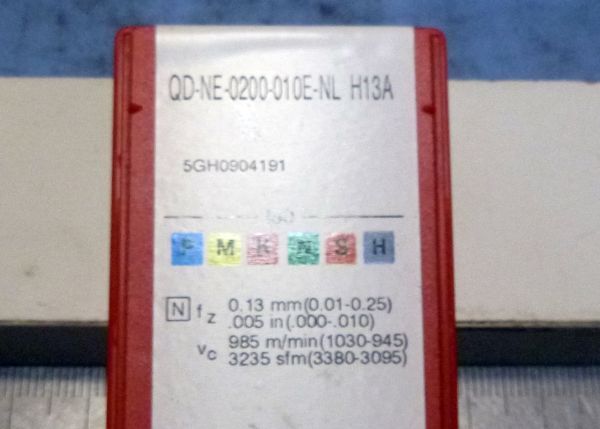 QD-NE-0200-010E-NL H13A
5GH0904191
ISO
P M K N S H
N fz 0.13 mm(0.01-0.25)
.005 in(.000-.010)
vc 985 m/min(1030-945)
3235 sfm(3380-3095)